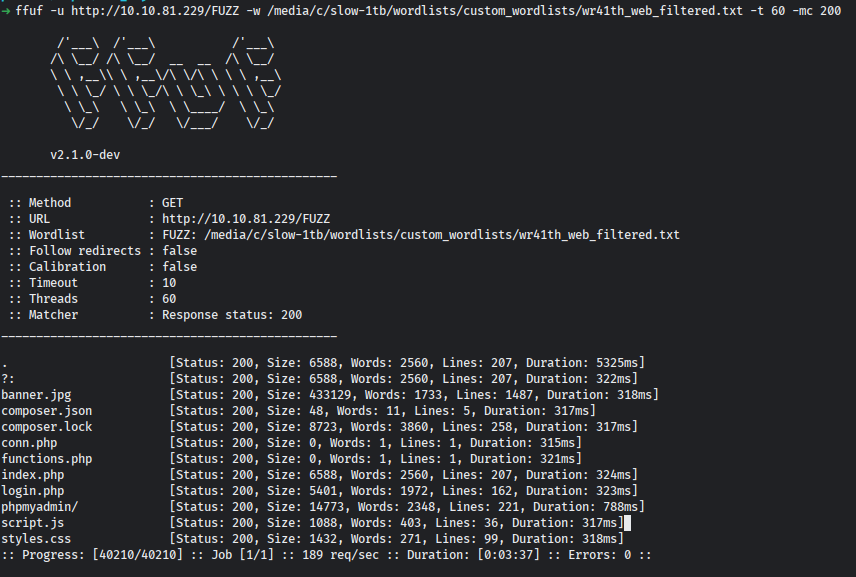 → ffuf -u http://10.10.81.229/FUZZ -w /media/c/slow-1tb/wordlists/custom_wordlists/wr41th_web_filtered.txt -t 60 -mc 200
        /'___\  /'___\           /'___\
       /\ \__/ /\ \__/  __  __  /\ \__/
       \ \ ,__\\ \ ,__\/\ \/\ \ \ \ ,__\
        \ \ \_/ \ \ \_/\ \ \_\ \ \ \ \_/
         \ \_\   \ \_\  \ \____/  \ \_\
          \/_/    \/_/   \/___/    \/_/
       v2.1.0-dev
________________________________________________
 :: Method           : GET
 :: URL              : http://10.10.81.229/FUZZ
 :: Wordlist         : FUZZ: /media/c/slow-1tb/wordlists/custom_wordlists/wr41th_web_filtered.txt
 :: Follow redirects : false
 :: Calibration      : false
 :: Timeout          : 10
 :: Threads          : 60
 :: Matcher          : Response status: 200
________________________________________________
.                       [Status: 200, Size: 6588, Words: 2560, Lines: 207, Duration: 5325ms]
?:                      [Status: 200, Size: 6588, Words: 2560, Lines: 207, Duration: 322ms]
banner.jpg              [Status: 200, Size: 433129, Words: 1733, Lines: 1487, Duration: 318ms]
composer.json           [Status: 200, Size: 48, Words: 11, Lines: 5, Duration: 317ms]
composer.lock           [Status: 200, Size: 8723, Words: 3860, Lines: 258, Duration: 317ms]
conn.php                [Status: 200, Size: 0, Words: 1, Lines: 1, Duration: 315ms]
functions.php           [Status: 200, Size: 0, Words: 1, Lines: 1, Duration: 321ms]
index.php               [Status: 200, Size: 6588, Words: 2560, Lines: 207, Duration: 324ms]
login.php               [Status: 200, Size: 5401, Words: 1972, Lines: 162, Duration: 323ms]
phpmyadmin/             [Status: 200, Size: 14773, Words: 2348, Lines: 221, Duration: 788ms]
script.js               [Status: 200, Size: 1088, Words: 403, Lines: 36, Duration: 317ms]
styles.css              [Status: 200, Size: 1432, Words: 271, Lines: 99, Duration: 318ms]
:: Progress: [40210/40210] :: Job [1/1] :: 189 req/sec :: Duration: [0:03:37] :: Errors: 0 ::